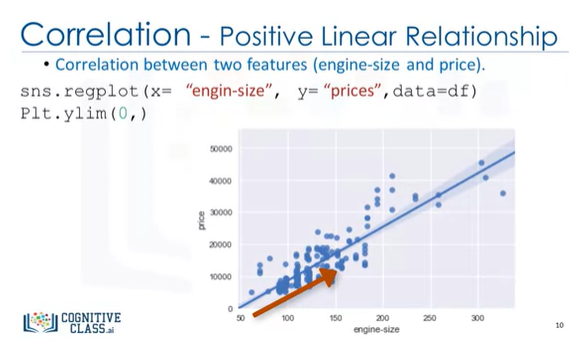 Correlation - Positive Linear Relationship
• Correlation between two features (engine-size and price).
sns.regplot(x= “engin-size”, y= “prices”,data=df)
Plt.ylim(0,)
50000
40000
30000
20000
10000
0
price
50 100 150 200 250 300
engine-size
COGNITIVE
CLASS.ai
10